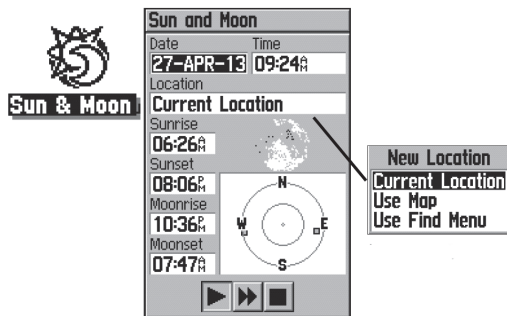 Sun & Moon
Sun and Moon
Date Time
27-APR-13 09:24AM
Location
Current Location
Sunrise
06:26AM
Sunset
08:06PM
Moonrise
10:36PM
Moonset
07:47AM
N
W E
S
New Location
Current Location
Use Map
Use Find Menu